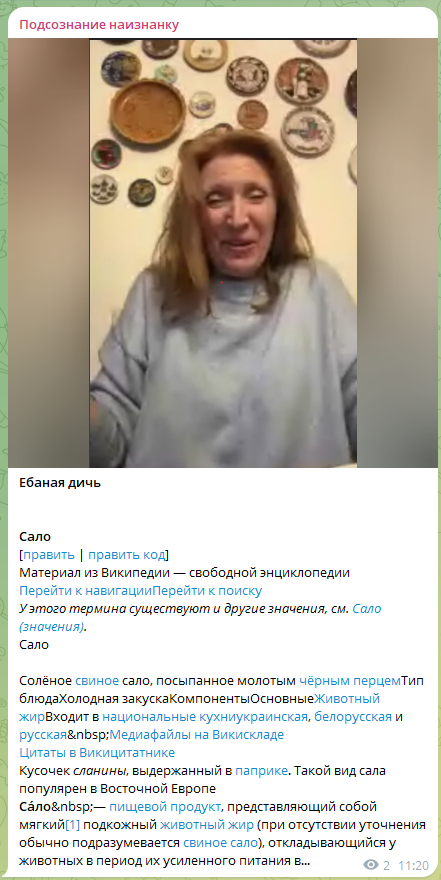 Подсознание наизнанку
Ебаная дичь
Сало
[править | править код]
Материал из Википедии — свободной энциклопедии
Перейти к навигацииПерейти к поиску
У этого термина существуют и другие значения, см. Сало
(значения).
Сало
Солёное свиное сало, посыпанное молотым чёрным перцемТип
блюдаХолодная закускаКомпонентыОсновныеЖивотный
жирВходит в национальные кухниукраинская, белорусская и
русская&nbsp;Медиафайлы на Викискладе
Цитаты в Викицитатнике
Кусочек сланины, выдержанный в паприке. Такой вид сала
популярен в Восточной Европе
Са́ло&nbsp;— пищевой продукт, представляющий собой
мягкий[1] подкожный животный жир (при отсутствии уточнения
обычно подразумевается свиное сало), откладывающийся у
животных в период их усиленного питания в...
2 11:20